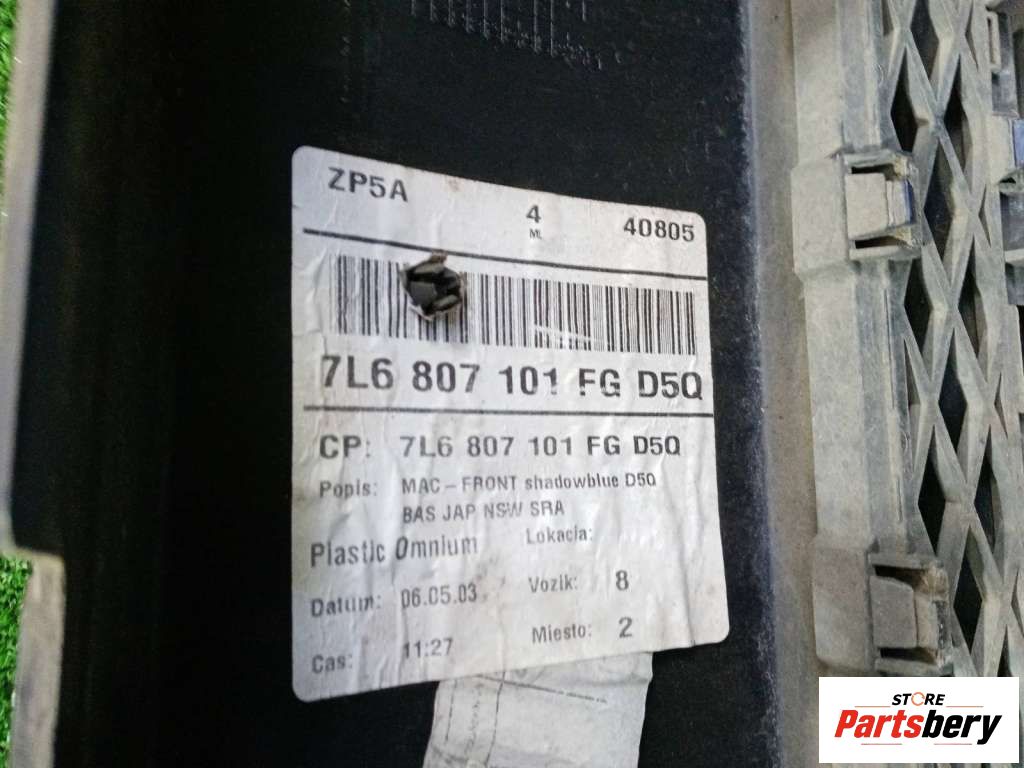 ZP5A 4 40805
ML
7L6 807 101 FG D5Q
CP: 7L6 807 101 FG D5Q
Popis: MAC-FRONT shadowblue D5Q
BAS JAP NSW SRA
Plastic Omnium Lokacia:
Datum: 06.05.03 Vozik: 8
Cas: 11:27 Miesto: 2
STORE
Partsbery